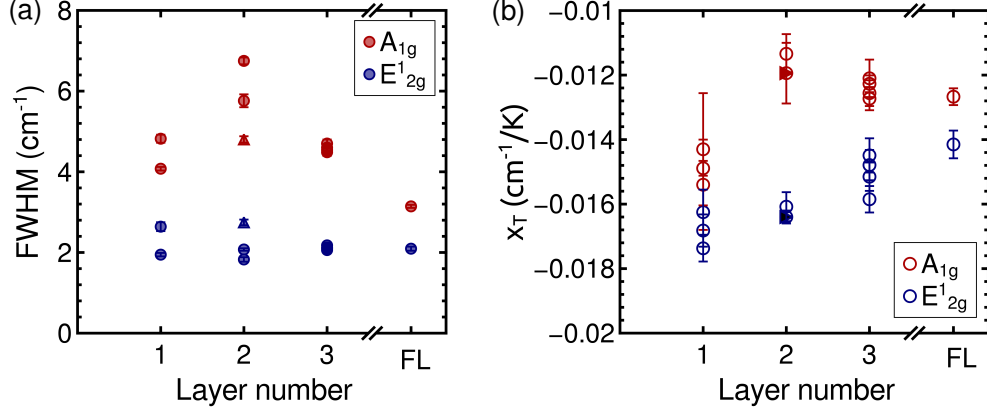 (a)
8
6
4
2
0
FWHM (cm⁻¹)
A₁g
E¹₂g
1 2 3 FL
Layer number
(b)
−0.01
−0.012
−0.014
−0.016
−0.018
−0.02
x_T (cm⁻¹/K)
A₁g
E¹₂g
1 2 3 FL
Layer number